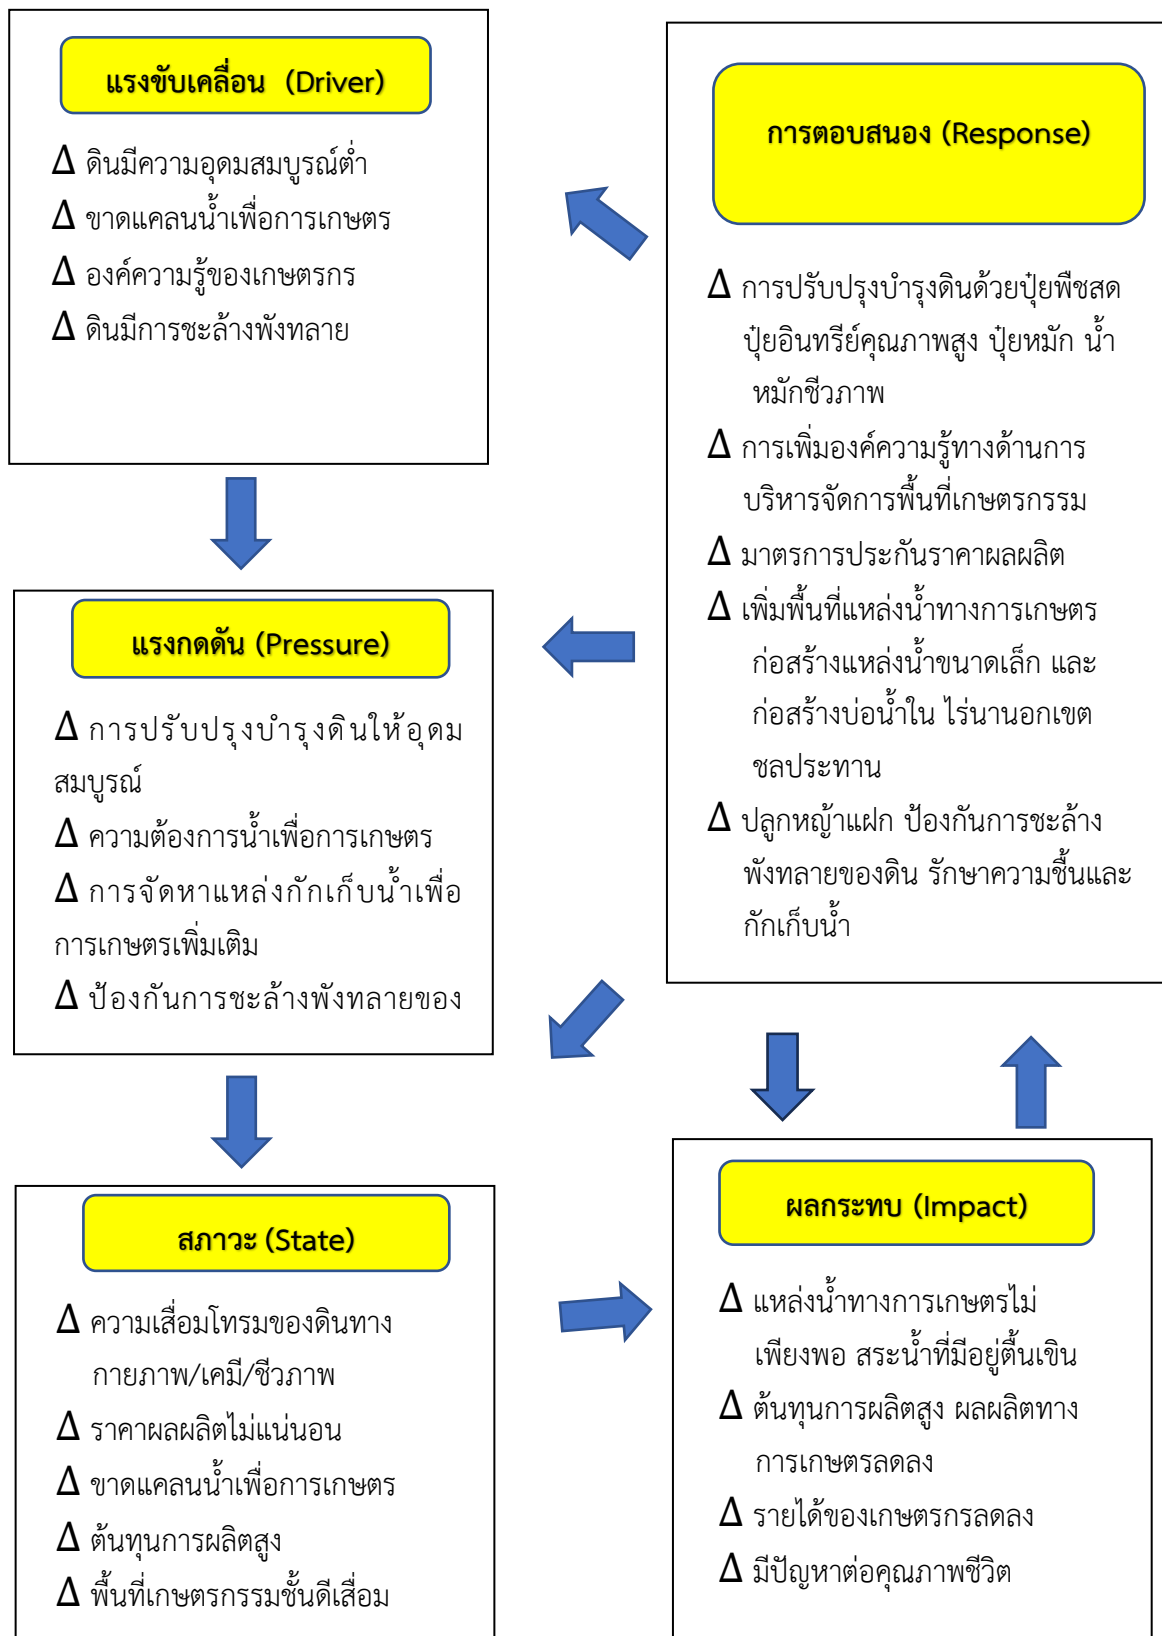 แรงขับเคลื่อน (Driver)
Δ ดินมีความอุดมสมบูรณ์ต่ำ
Δ ขาดแคลนน้ำเพื่อการเกษตร
Δ องค์ความรู้ของเกษตรกร
Δ ดินมีการชะล้างพังทลาย
การตอบสนอง (Response)
Δ การปรับปรุงบำรุงดินด้วยปุ๋ยพืชสด
ปุ๋ยอินทรีย์คุณภาพสูง ปุ๋ยหมัก น้ำ
หมักชีวภาพ
Δ การเพิ่มองค์ความรู้ทางด้านการ
บริหารจัดการพื้นที่เกษตรกรรม
Δ มาตรการประกันราคาผลผลิต
Δ เพิ่มพื้นที่แหล่งน้ำทางการเกษตร
ก่อสร้างแหล่งน้ำขนาดเล็ก และ
ก่อสร้างบ่อน้ำใน ไร่นานอกเขต
ชลประทาน
Δ ปลูกหญ้าแฝก ป้องกันการชะล้าง
พังทลายของดิน รักษาความชื้นและ
กักเก็บน้ำ
แรงกดดัน (Pressure)
Δ การปรับปรุงบำรุงดินให้อุดม
สมบูรณ์
Δ ความต้องการน้ำเพื่อการเกษตร
Δ การจัดหาแหล่งกักเก็บน้ำเพื่อ
การเกษตรเพิ่มเติม
Δ ป้องกันการชะล้างพังทลายของ
สภาวะ (State)
Δ ความเสื่อมโทรมของดินทาง
กายภาพ/เคมี/ชีวภาพ
Δ ราคาผลผลิตไม่แน่นอน
Δ ขาดแคลนน้ำเพื่อการเกษตร
Δ ต้นทุนการผลิตสูง
Δ พื้นที่เกษตรกรรมชั้นดีเสื่อม
ผลกระทบ (Impact)
Δ แหล่งน้ำทางการเกษตรไม่
เพียงพอ สระน้ำที่มีอยู่ตื้นเขิน
Δ ต้นทุนการผลิตสูง ผลผลิตทาง
การเกษตรลดลง
Δ รายได้ของเกษตรกรลดลง
Δ มีปัญหาต่อคุณภาพชีวิต